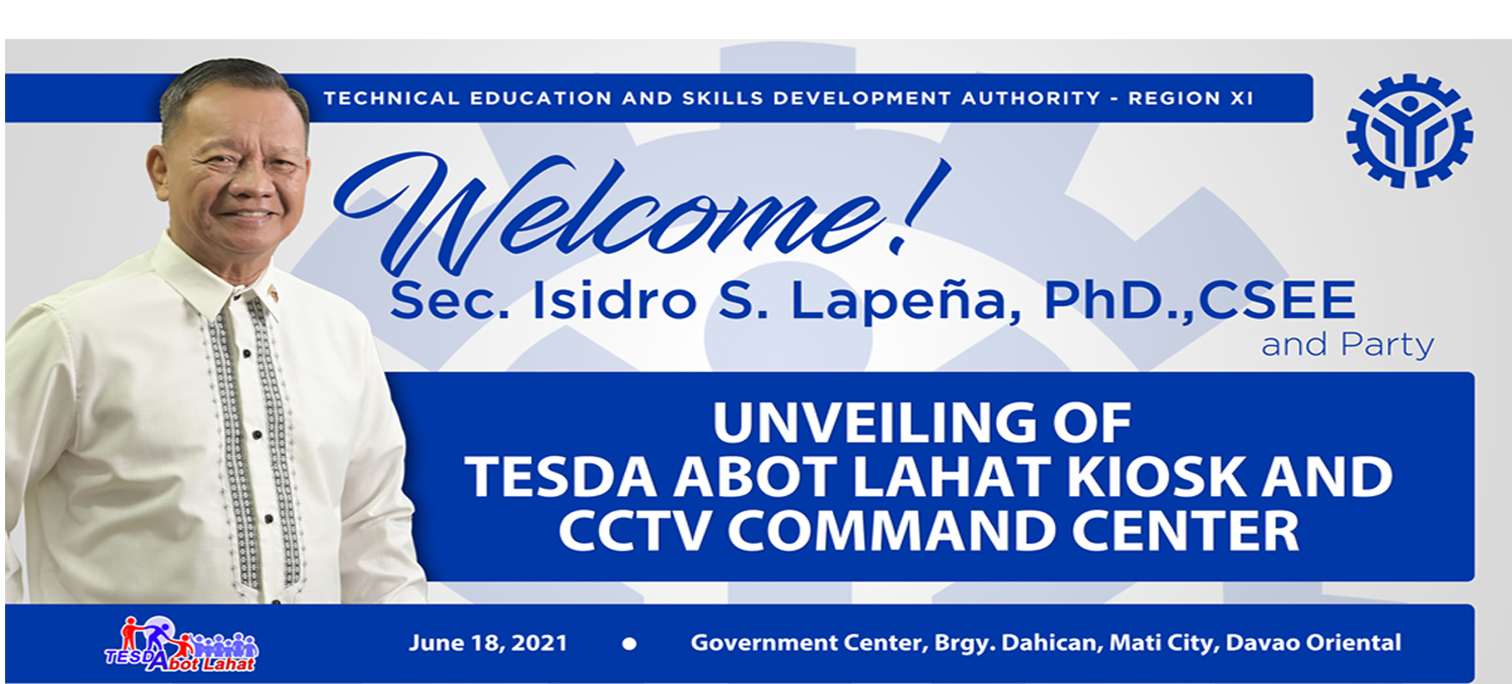 TECHNICAL EDUCATION AND SKILLS DEVELOPMENT AUTHORITY - REGION XI
Welcome!
Sec. Isidro S. Lapeña, PhD.,CSEE
and Party
UNVEILING OF
TESDA ABOT LAHAT KIOSK AND
CCTV COMMAND CENTER
TESDAbot Lahat
June 18, 2021 ● Government Center, Brgy. Dahican, Mati City, Davao Oriental